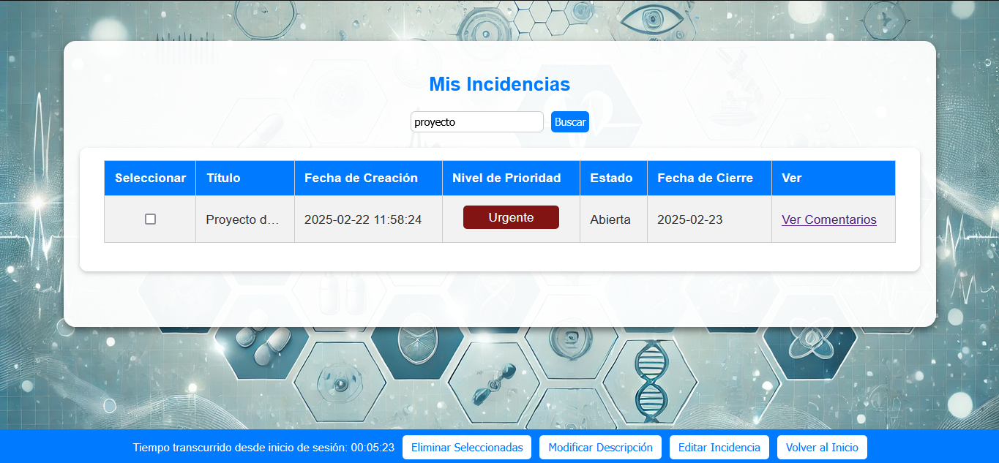 Mis Incidencias
proyecto Buscar
Seleccionar Título Fecha de Creación Nivel de Prioridad Estado Fecha de Cierre Ver
Proyecto d... 2025-02-22 11:58:24 Urgente Abierta 2025-02-23 Ver Comentarios
Tiempo transcurrido desde inicio de sesión: 00:05:23 Eliminar Seleccionadas Modificar Descripción Editar Incidencia Volver al Inicio